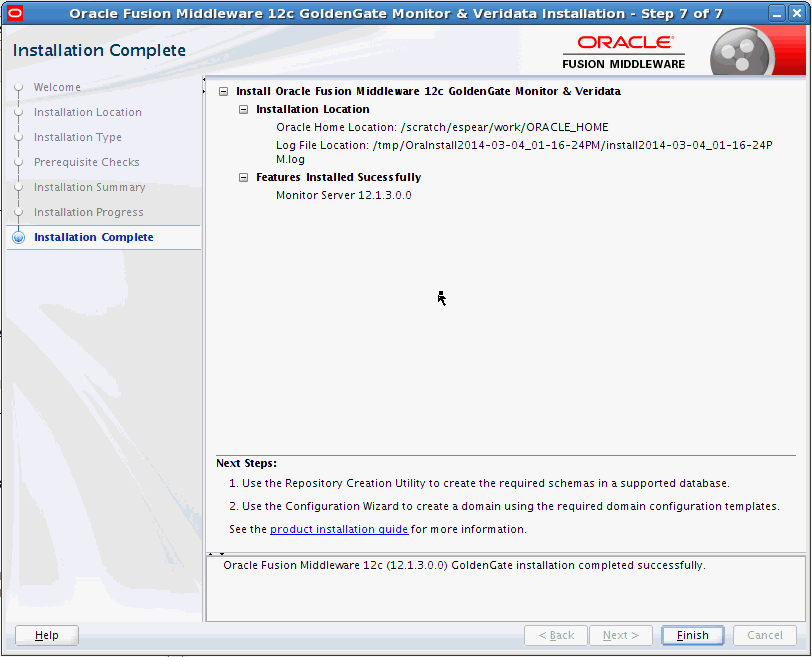 Oracle Fusion Middleware 12c GoldenGate Monitor & Veridata Installation - Step 7 of 7
Installation Complete
ORACLE
FUSION MIDDLEWARE
Welcome
Installation Location
Installation Type
Prerequisite Checks
Installation Summary
Installation Progress
Installation Complete
Install Oracle Fusion Middleware 12c GoldenGate Monitor & Veridata
Installation Location
Oracle Home Location: /scratch/espear/work/ORACLE_HOME
Log File Location: /tmp/OraInstall2014-03-04_01-16-24PM/install2014-03-04_01-16-24P
M.log
Features Installed Sucessfully
Monitor Server 12.1.3.0.0
Next Steps:
1. Use the Repository Creation Utility to create the required schemas in a supported database.
2. Use the Configuration Wizard to create a domain using the required domain configuration templates.
See the product installation guide for more information.
Oracle Fusion Middleware 12c (12.1.3.0.0) GoldenGate installation completed successfully.
Help
< Back
Next >
Finish
Cancel